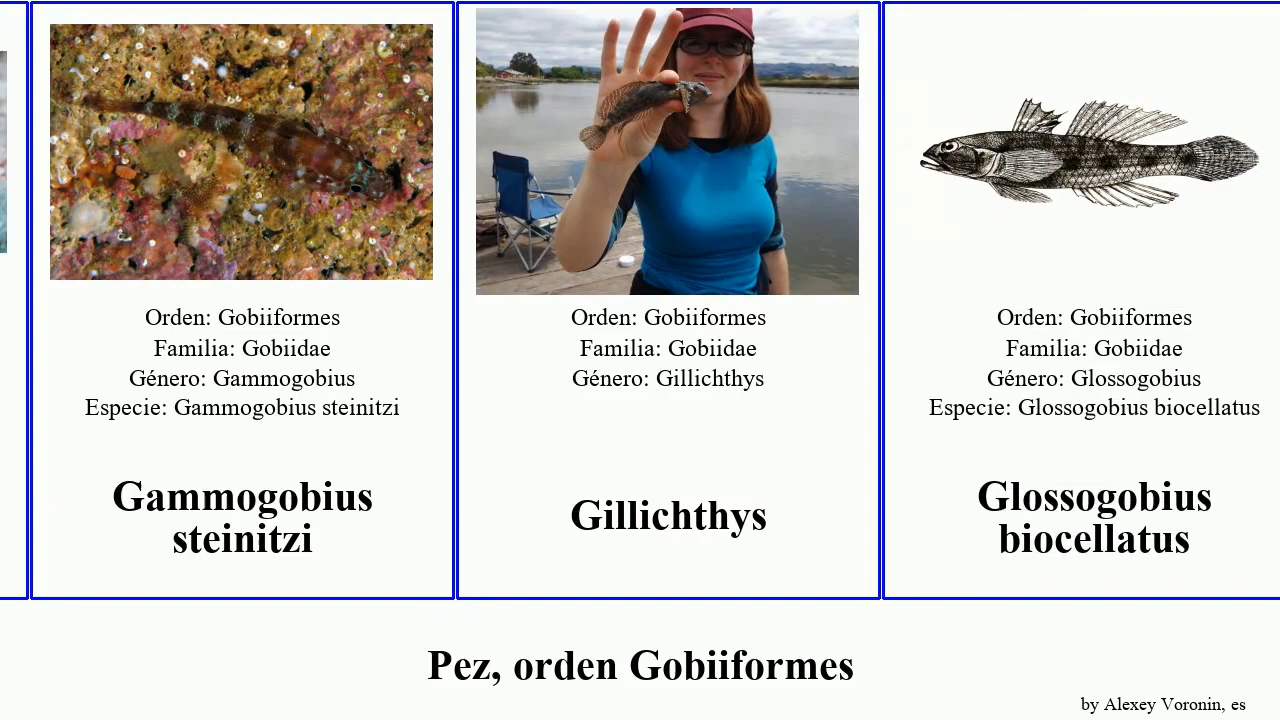 Orden: Gobiiformes
Familia: Gobiidae
Género: Gammogobius
Especie: Gammogobius steinitzi
Gammogobius
steinitzi
Orden: Gobiiformes
Familia: Gobiidae
Género: Gillichthys
Gillichthys
Orden: Gobiiformes
Familia: Gobiidae
Género: Glossogobius
Especie: Glossogobius biocellatus
Glossogobius
biocellatus
Pez, orden Gobiiformes
by Alexey Voronin, es